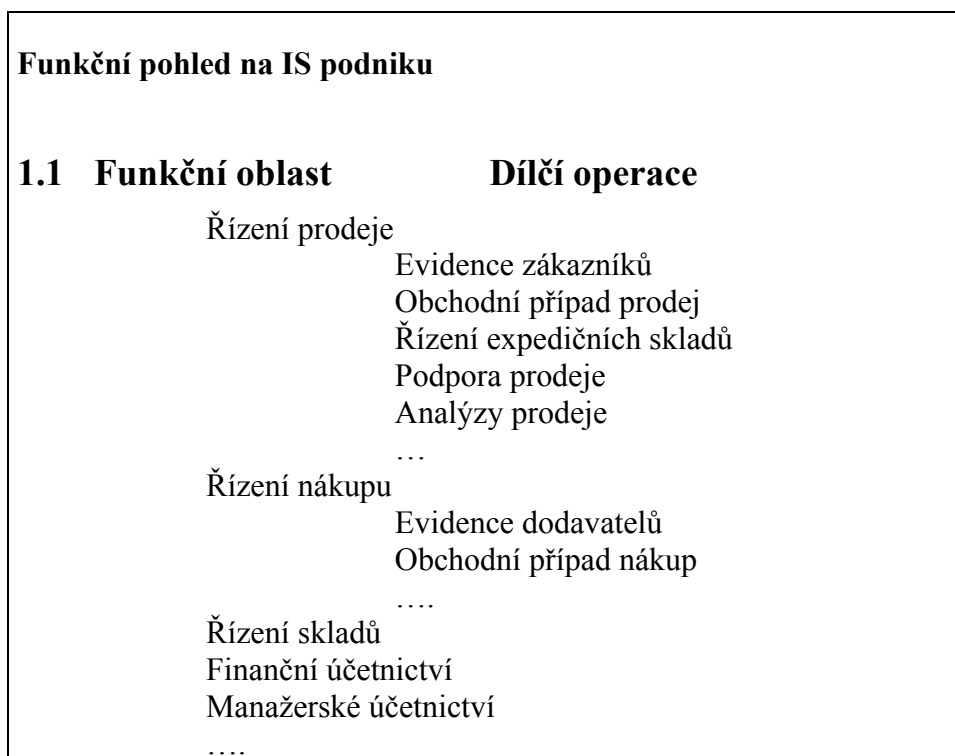 Funkční pohled na IS podniku
1.1 Funkční oblast Dílčí operace
Řízení prodeje
Evidence zákazníků
Obchodní případ prodej
Řízení expedičních skladů
Podpora prodeje
Analýzy prodeje
…
Řízení nákupu
Evidence dodavatelů
Obchodní případ nákup
….
Řízení skladů
Finanční účetnictví
Manažerské účetnictví
….